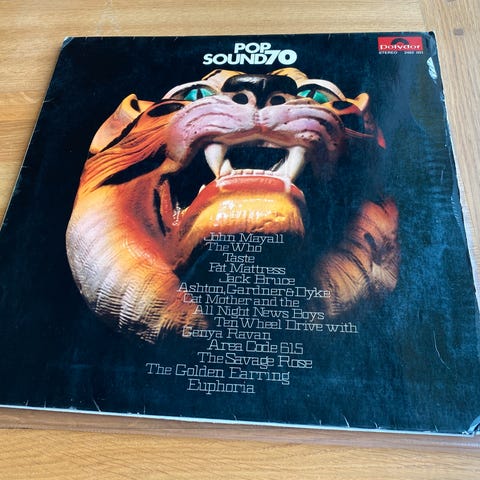 POP
SOUND70
Polydor
STEREO
John Mayall
The Who
Taste
Fat Mattress
Jack Bruce
Ashton, Gardner & Dyke
Cat Mother and the
All Night News Boys
Ten Wheel Drive with
Genya Ravan
Area Code 615
The Savage Rose
The Golden Earring
Euphoria